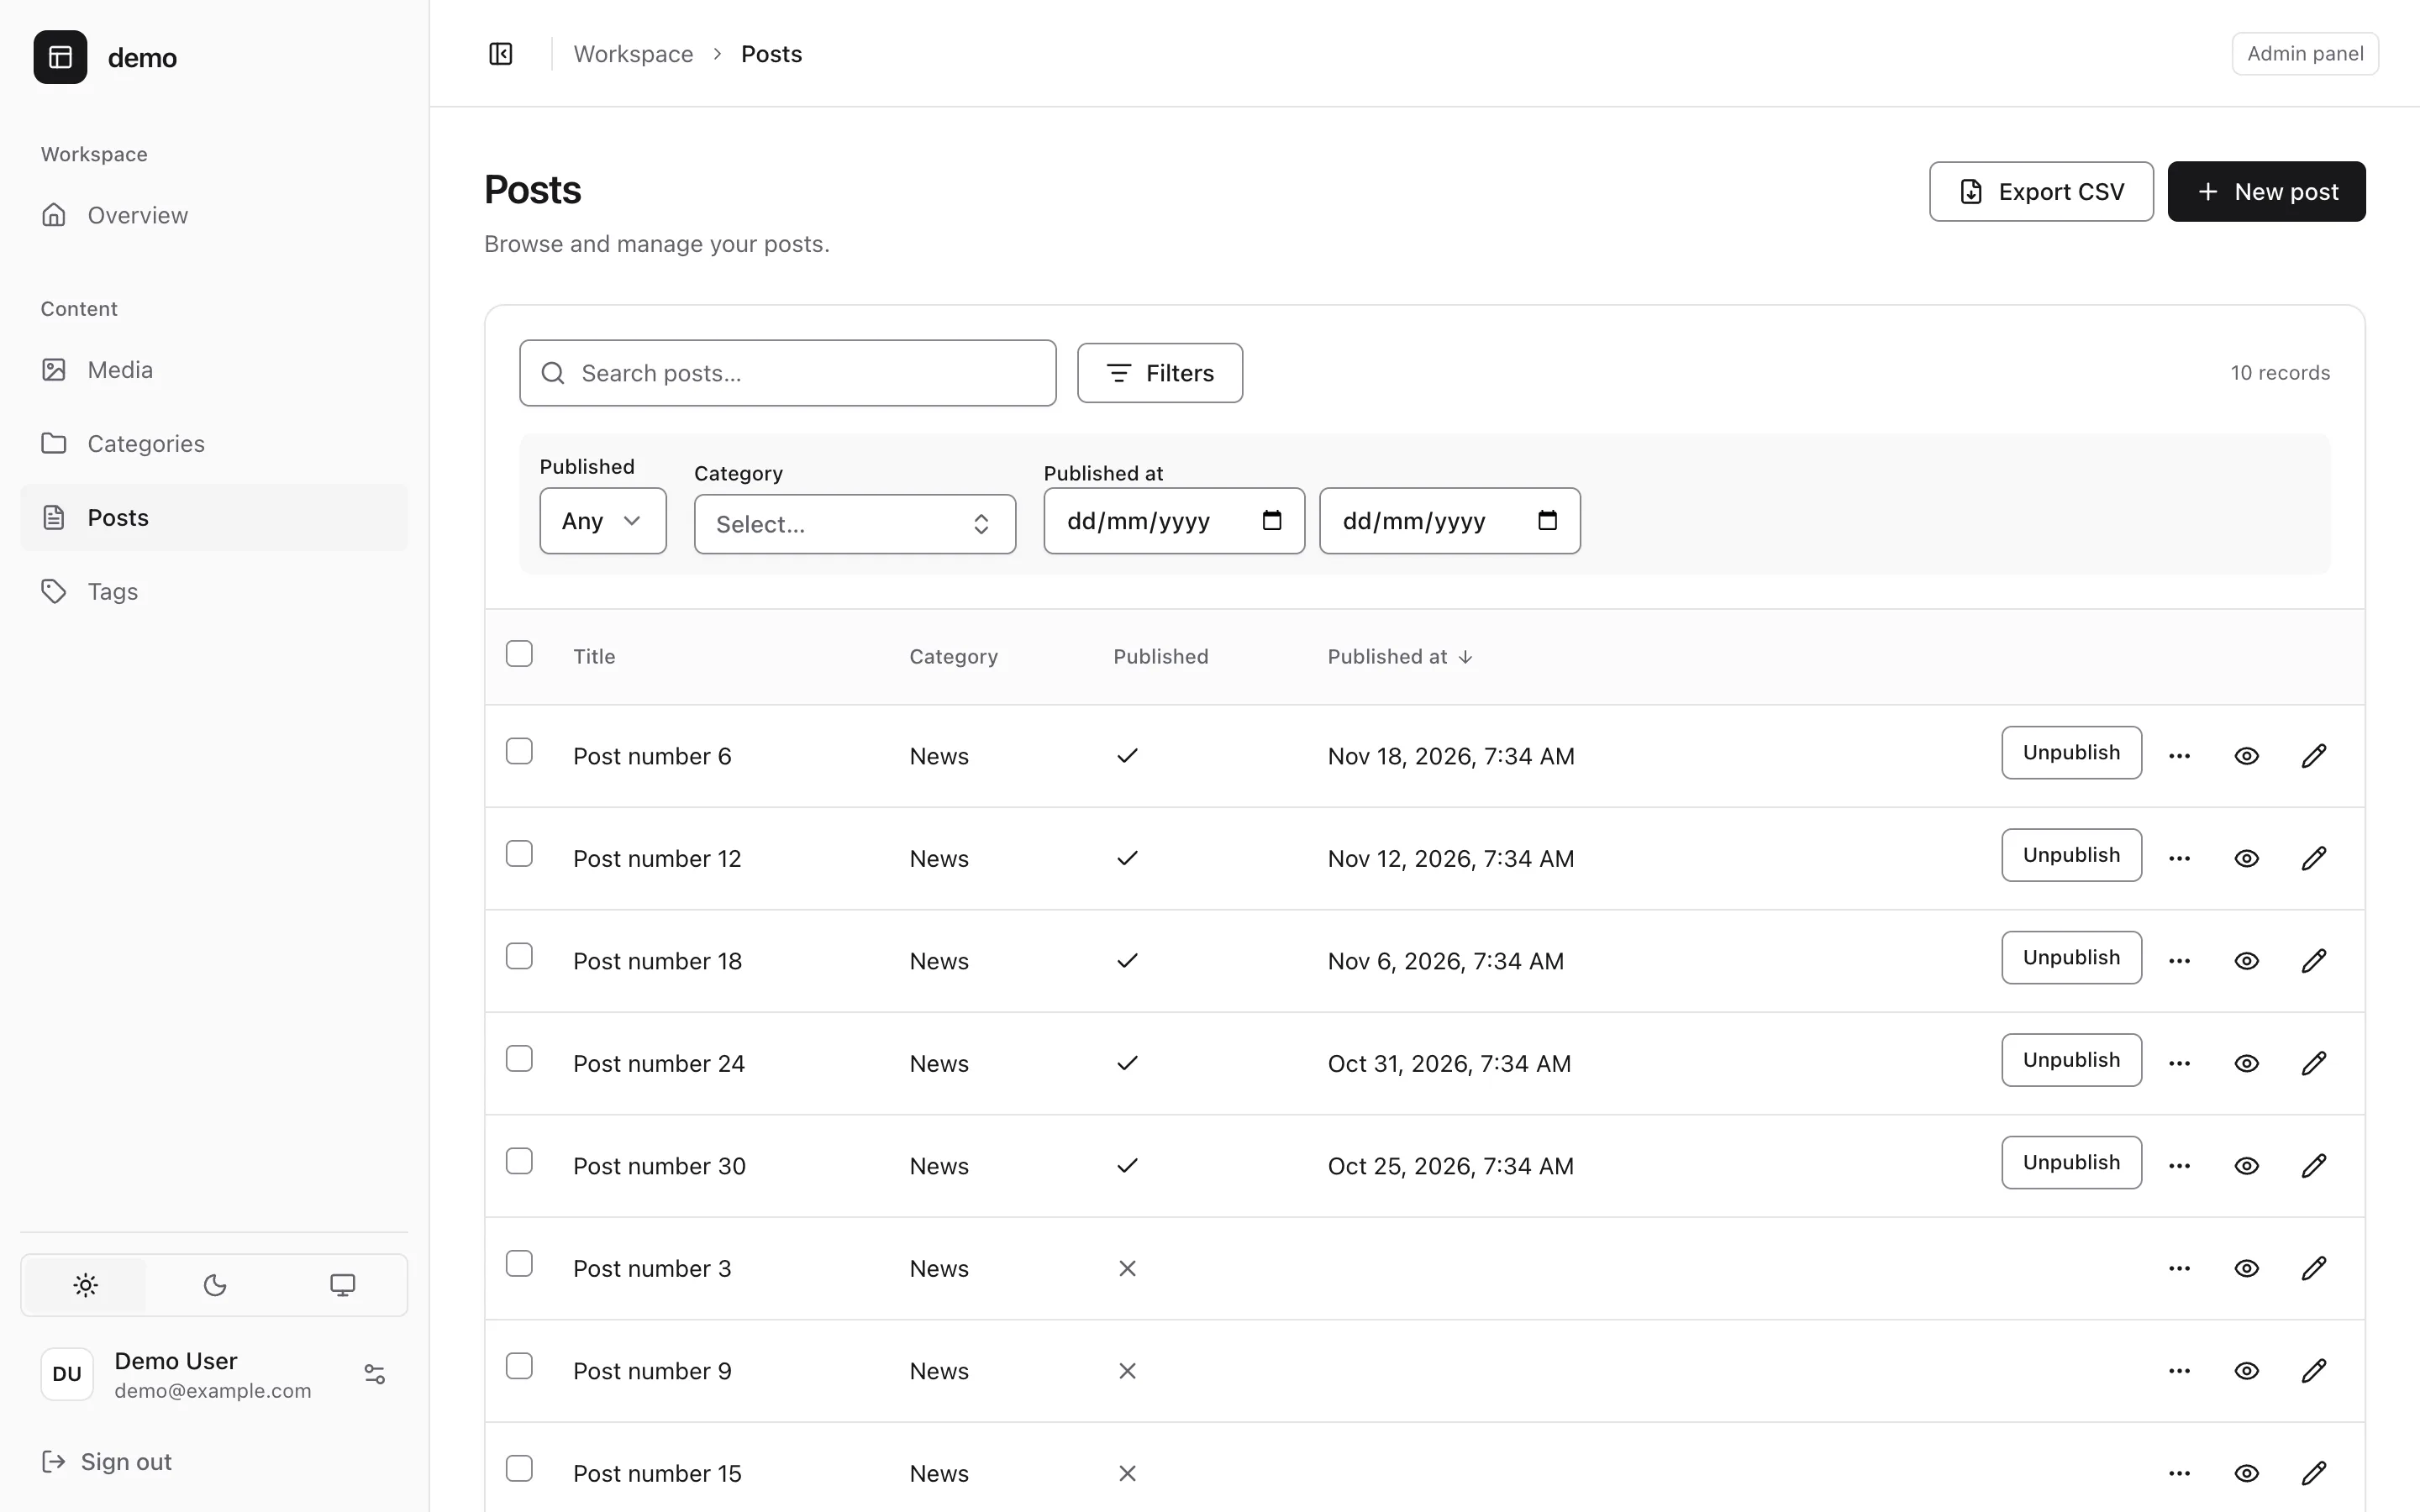 demo
Workspace
Overview
Content
Media
Categories
Posts
Tags
DU
Demo User
demo@example.com
Sign out
Workspace > Posts
Admin panel
Posts
Browse and manage your posts.
Export CSV
New post
Search posts...
Filters
10 records
Published
Any
Category
Select...
Published at
dd/mm/yyyy
dd/mm/yyyy
Title Category Published Published at
Post number 6 News Nov 18, 2026, 7:34 AM Unpublish
Post number 12 News Nov 12, 2026, 7:34 AM Unpublish
Post number 18 News Nov 6, 2026, 7:34 AM Unpublish
Post number 24 News Oct 31, 2026, 7:34 AM Unpublish
Post number 30 News Oct 25, 2026, 7:34 AM Unpublish
Post number 3 News
Post number 9 News
Post number 15 News